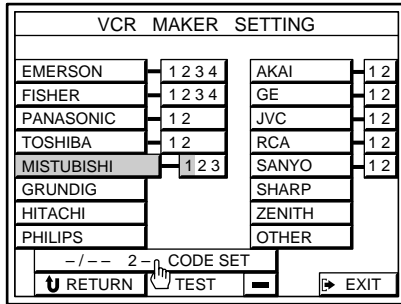 VCR MAKER SETTING
EMERSON 1 2 3 4
FISHER 1 2 3 4
PANASONIC 1 2
TOSHIBA 1 2
MISTUBISHI 1 2 3
GRUNDIG
HITACHI
PHILIPS
AKAI 1 2
GE 1 2
JVC 1 2
RCA 1 2
SANYO 1 2
SHARP
ZENITH
OTHER
–/–– 2– CODE SET
RETURN TEST – EXIT